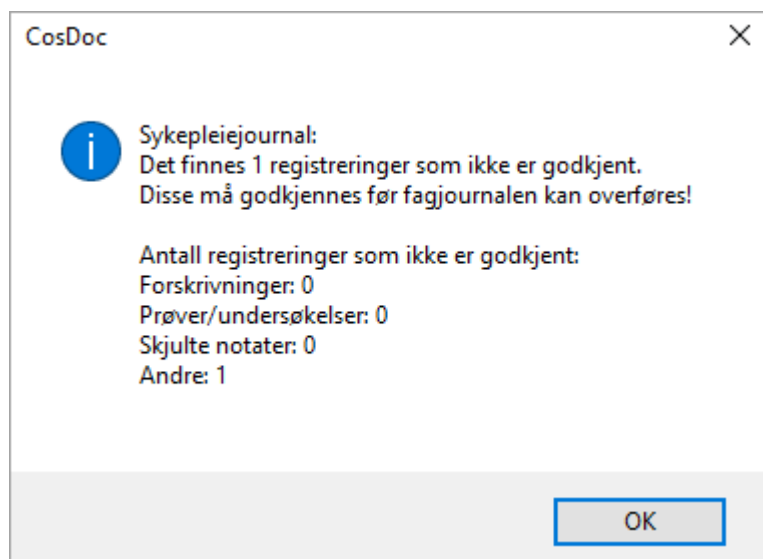 CosDoc
Sykepleiejournal:
Det finnes 1 registreringer som ikke er godkjent.
Disse må godkjennes før fagjournalen kan overføres!
Antall registreringer som ikke er godkjent:
Forskrivninger: 0
Prøver/undersøkelser: 0
Skjulte notater: 0
Andre: 1
OK